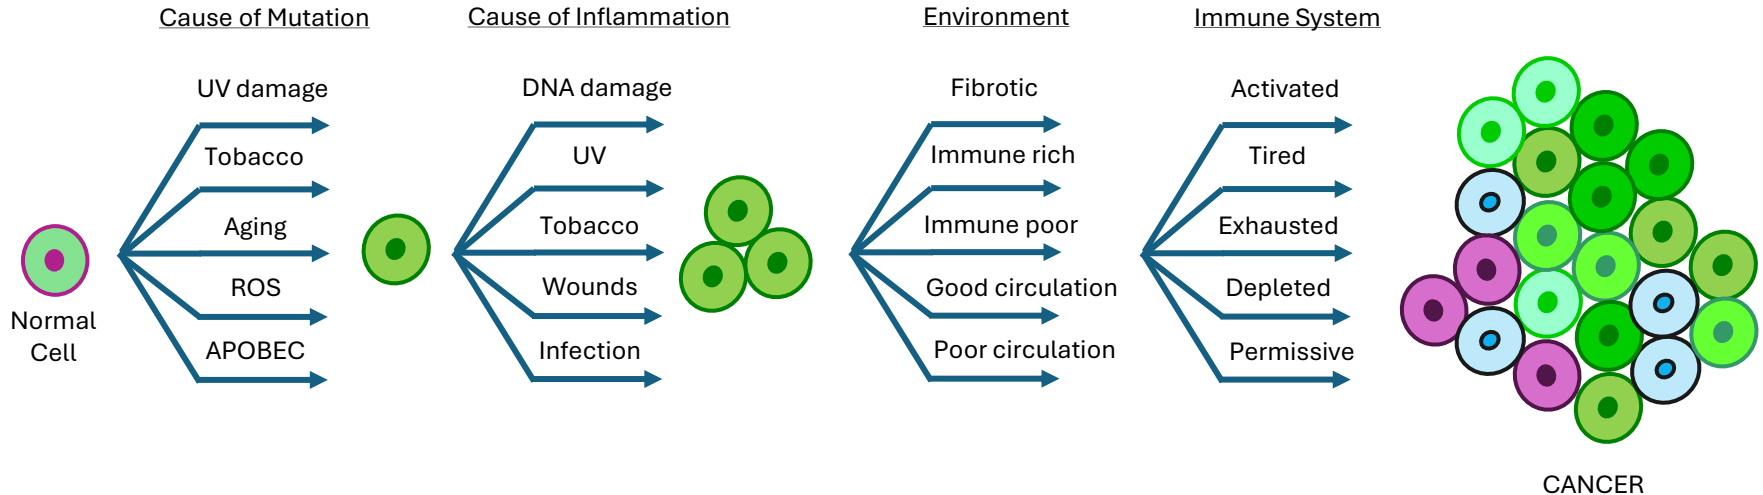 Cause of Mutation
Cause of Inflammation
Environment
Immune System
UV damage
Tobacco
Aging
ROS
APOBEC
DNA damage
UV
Tobacco
Wounds
Infection
Fibrotic
Immune rich
Immune poor
Good circulation
Poor circulation
Activated
Tired
Exhausted
Depleted
Permissive
Normal
Cell
CANCER